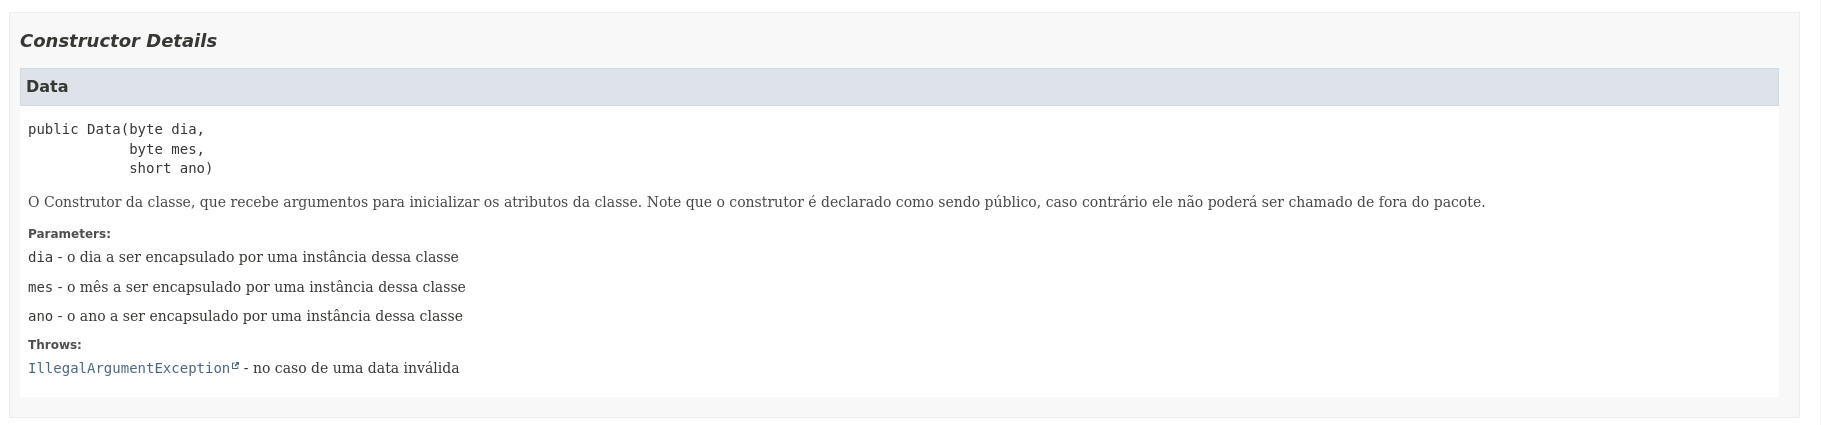 Constructor Details
Data
public Data(byte dia,
            byte mes,
            short ano)
O Construtor da classe, que recebe argumentos para inicializar os atributos da classe. Note que o construtor é declarado como sendo público, caso contrário ele não poderá ser chamado de fora do pacote.
Parameters:
dia - o dia a ser encapsulado por uma instância dessa classe
mes - o mês a ser encapsulado por uma instância dessa classe
ano - o ano a ser encapsulado por uma instância dessa classe
Throws:
IllegalArgumentException - no caso de uma data inválida